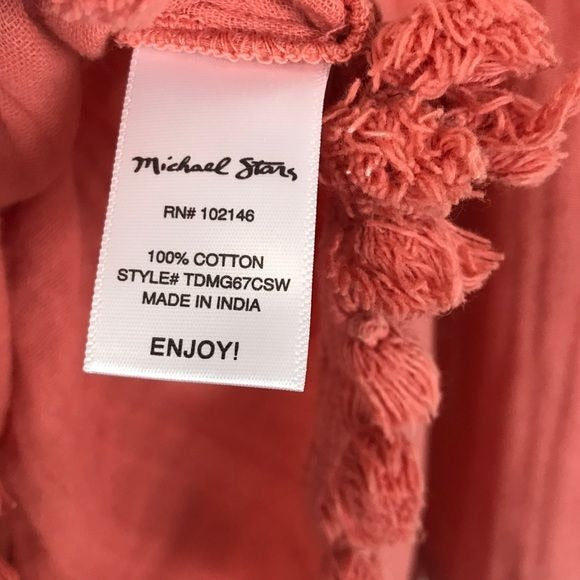 Michael Stars
RN# 102146
100% COTTON
STYLE# TDMG67CSW
MADE IN INDIA
ENJOY!